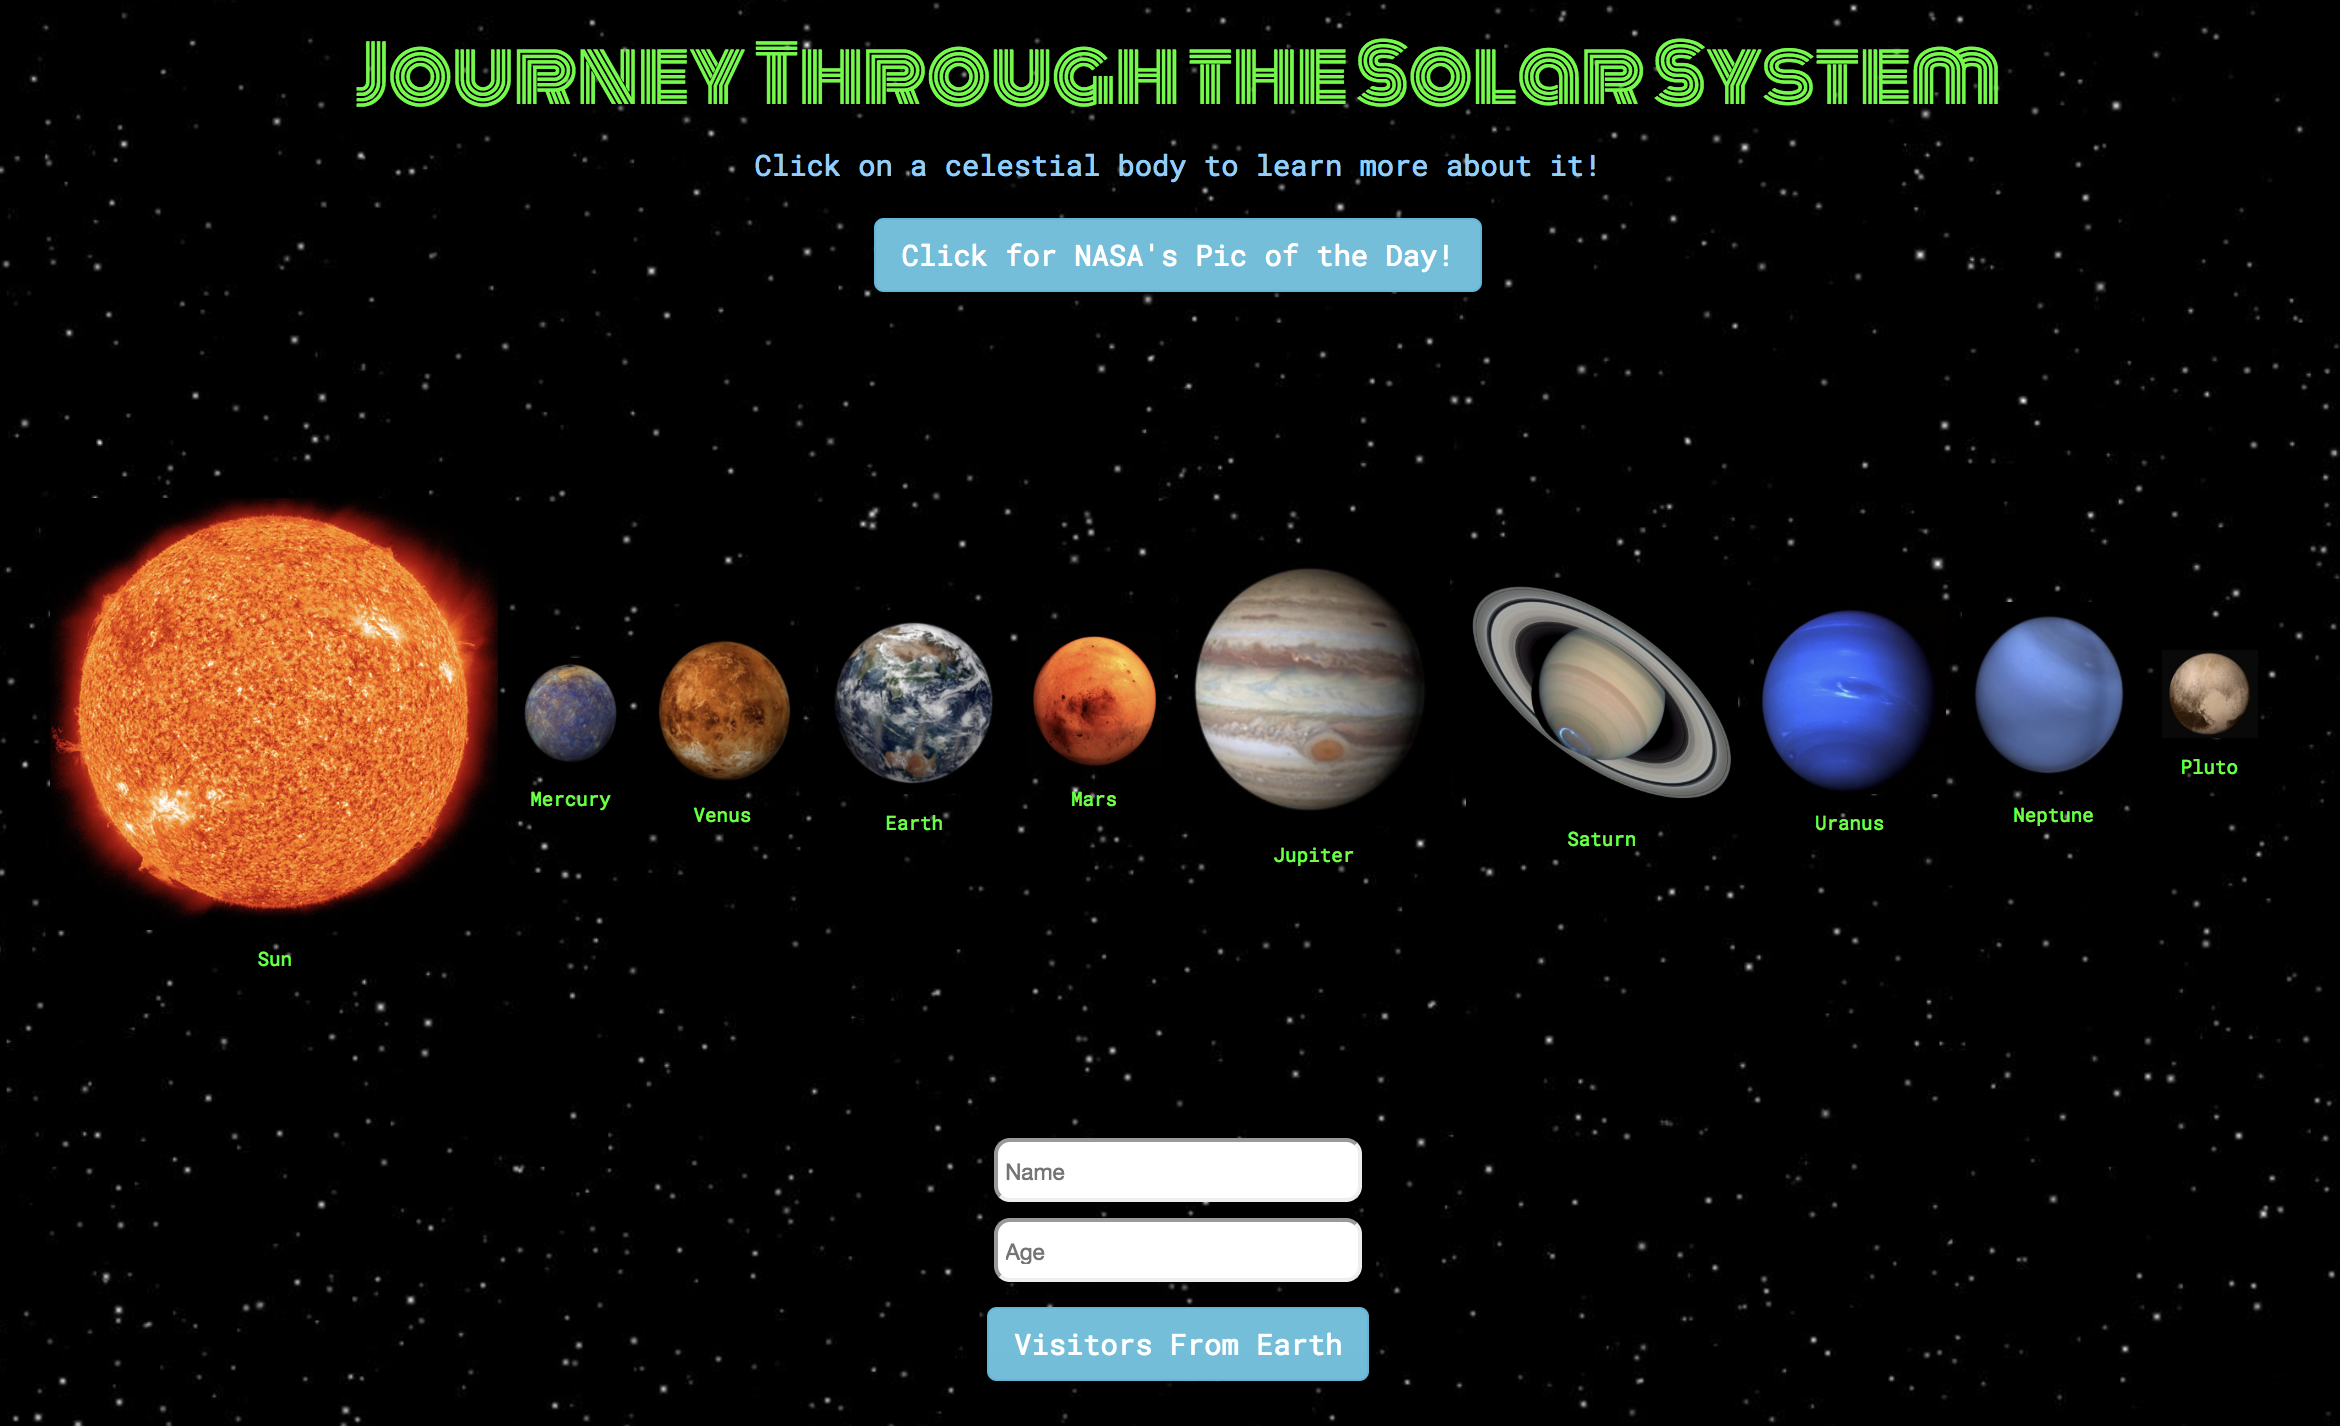 Journey Through the Solar System
Click on a celestial body to learn more about it!
Click for NASA's Pic of the Day!
Sun
Mercury
Venus
Earth
Mars
Jupiter
Saturn
Uranus
Neptune
Pluto
Name
Age
Visitors From Earth